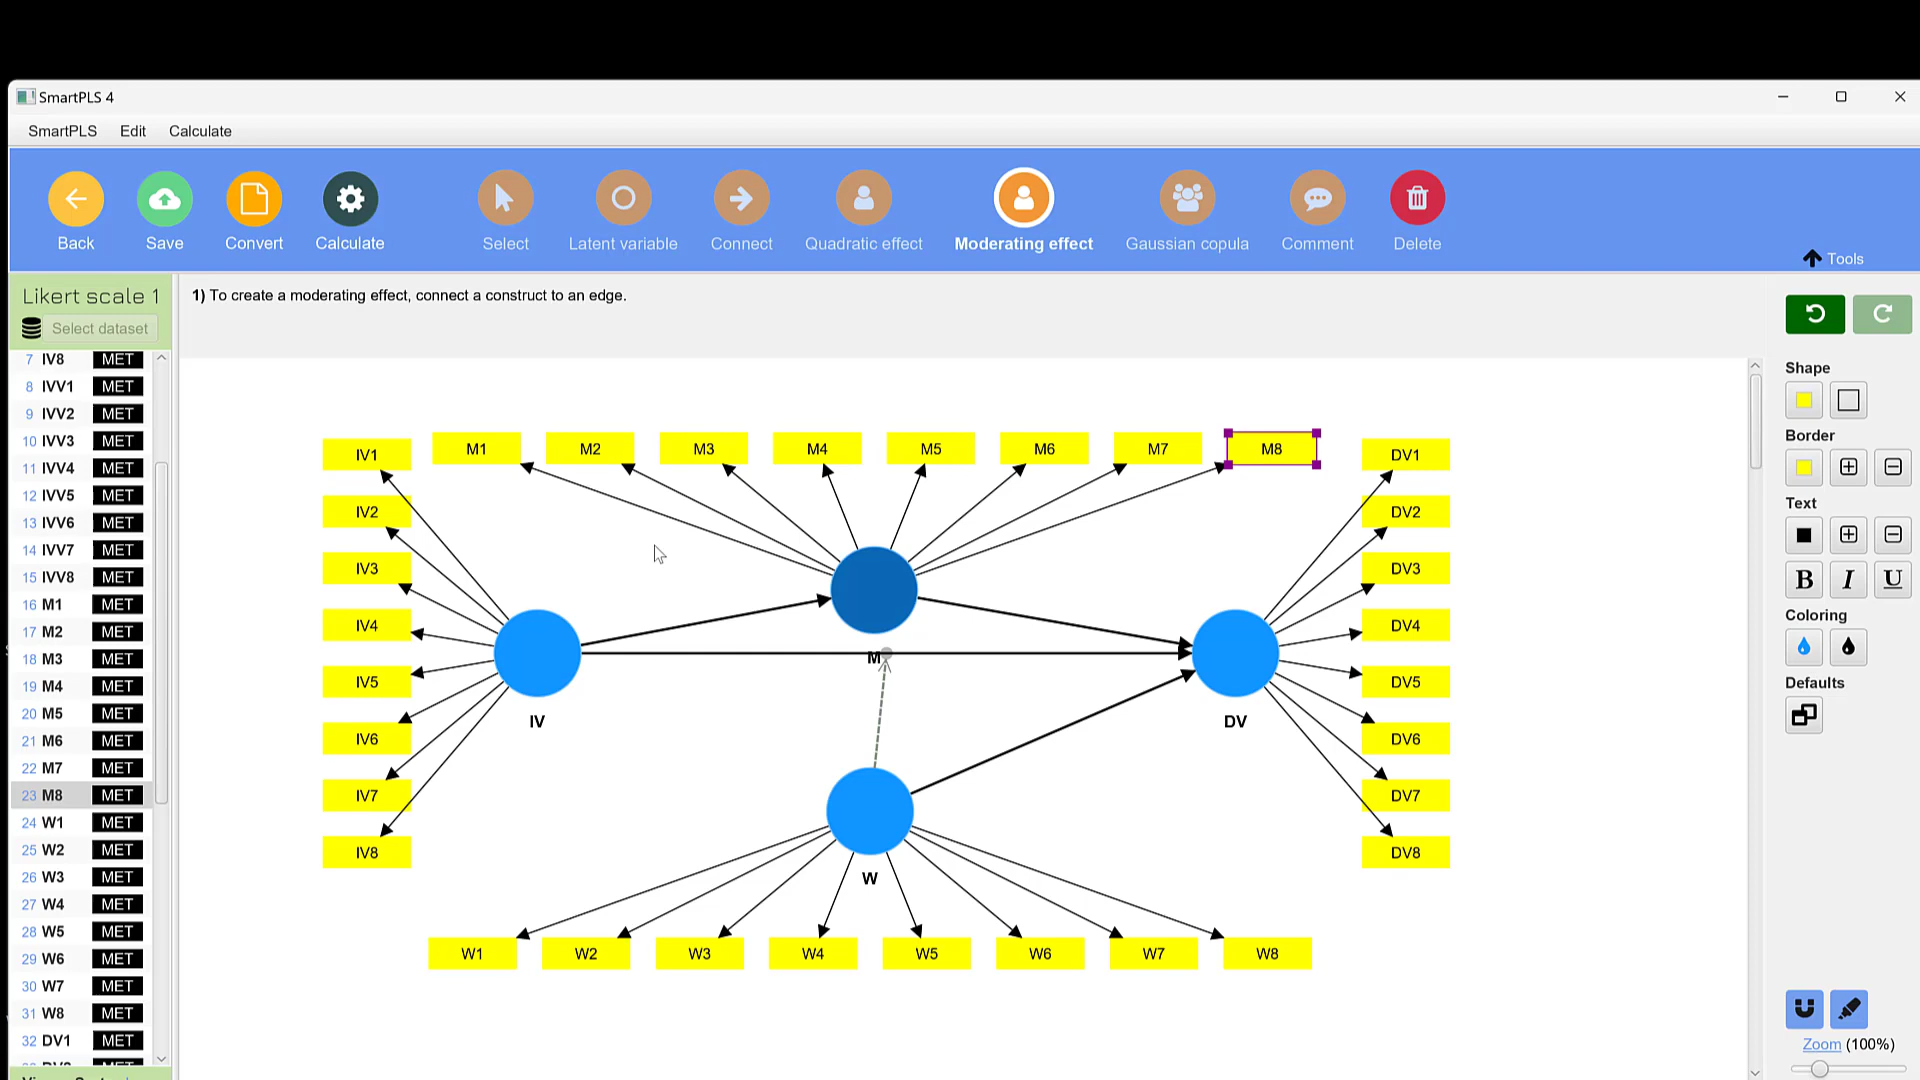 SmartPLS 4
SmartPLS Edit Calculate
Back Save Convert Calculate Select Latent variable Connect Quadratic effect Moderating effect Gaussian copula Comment Delete
Tools
Likert scale 1
Select dataset
1) To create a moderating effect, connect a construct to an edge.
7 IV8 MET
8 IVV1 MET
9 IVV2 MET
10 IVV3 MET
11 IVV4 MET
12 IVV5 MET
13 IVV6 MET
14 IVV7 MET
15 IVV8 MET
16 M1 MET
17 M2 MET
18 M3 MET
19 M4 MET
20 M5 MET
21 M6 MET
22 M7 MET
23 M8 MET
24 W1 MET
25 W2 MET
26 W3 MET
27 W4 MET
28 W5 MET
29 W6 MET
30 W7 MET
31 W8 MET
32 DV1 MET
M1 M2 M3 M4 M5 M6 M7 M8
IV1
IV2
IV3
IV4
IV5
IV6
IV7
IV8
M
IV
DV
W
DV1
DV2
DV3
DV4
DV5
DV6
DV7
DV8
W1 W2 W3 W4 W5 W6 W7 W8
Shape
Border
Text
B I U
Coloring
Defaults
Zoom (100%)